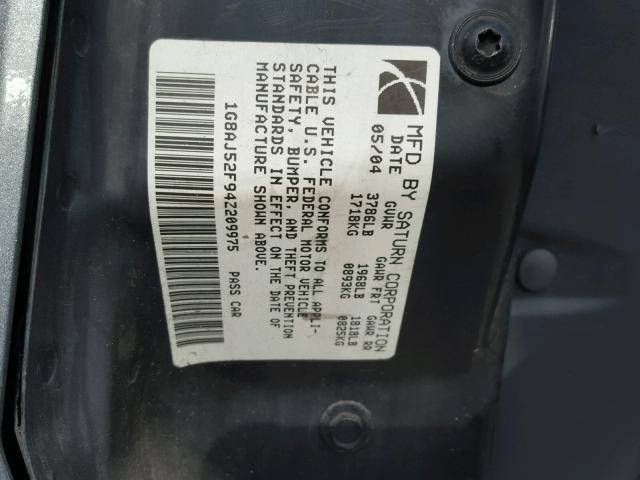 MFD BY SATURN CORPORATION
DATE GVWR GAWR FRT GAWR RR
05/04 3786LB 1968LB 1818LB
1718KG 0893KG 0825KG
THIS VEHICLE CONFORMS TO ALL APPLI-
CABLE U.S. FEDERAL MOTOR VEHICLE
SAFETY, BUMPER, AND THEFT PREVENTION
STANDARDS IN EFFECT ON THE DATE OF
MANUFACTURE SHOWN ABOVE.
1G8AJ52F94Z209975 PASS CAR